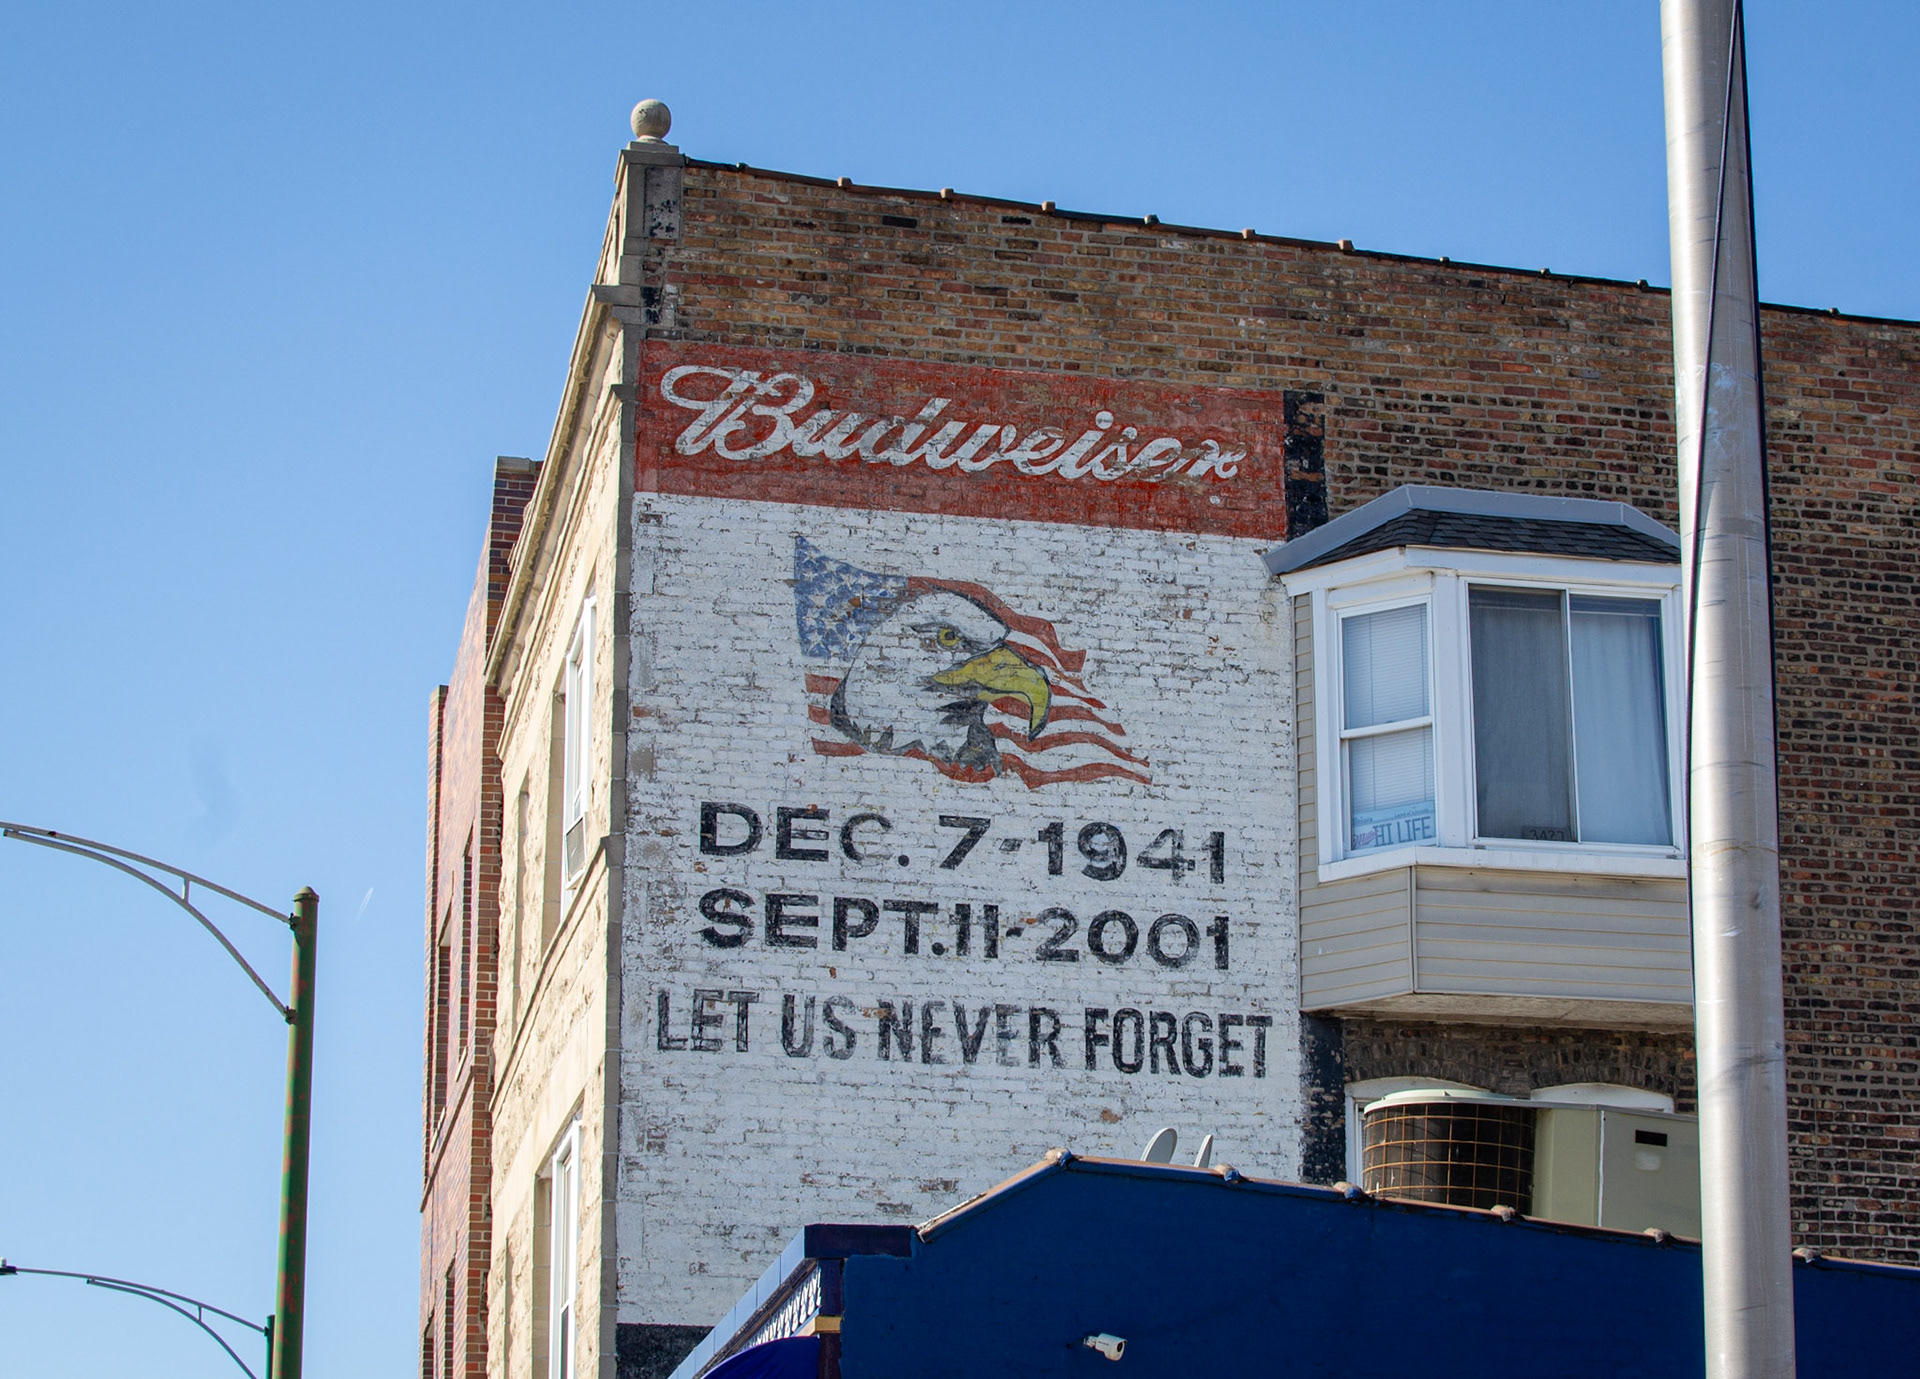 Budweiser
DEC. 7-1941
SEPT. 11-2001
LET US NEVER FORGET
HI LIFE